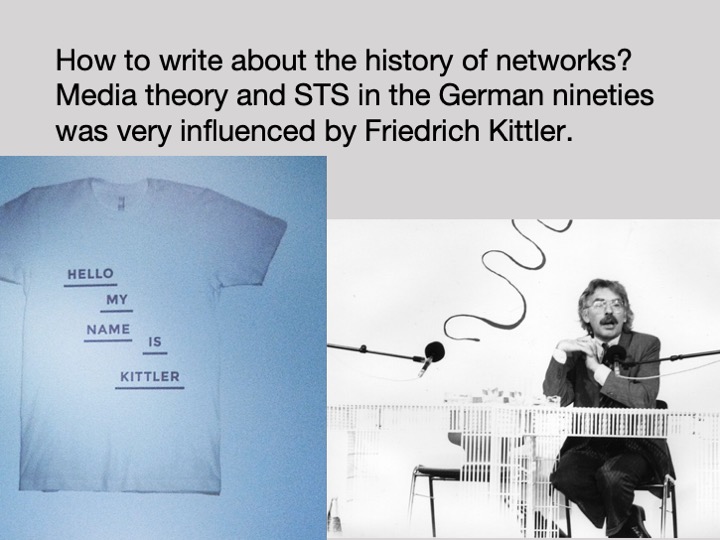 How to write about the history of networks?
Media theory and STS in the German nineties
was very influenced by Friedrich Kittler.
HELLO
MY
NAME
IS
KITTLER